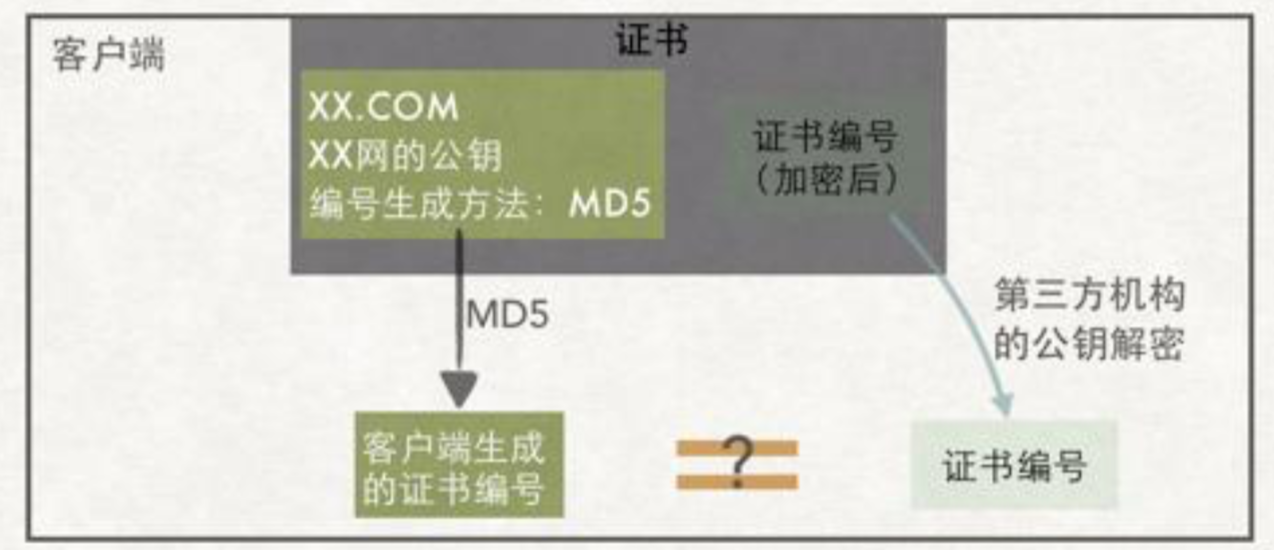 客户端
证书
XX.COM
XX网的公钥
编号生成方法：MD5
证书编号
（加密后）
MD5
第三方机构
的公钥解密
客户端生成
的证书编号
?
证书编号